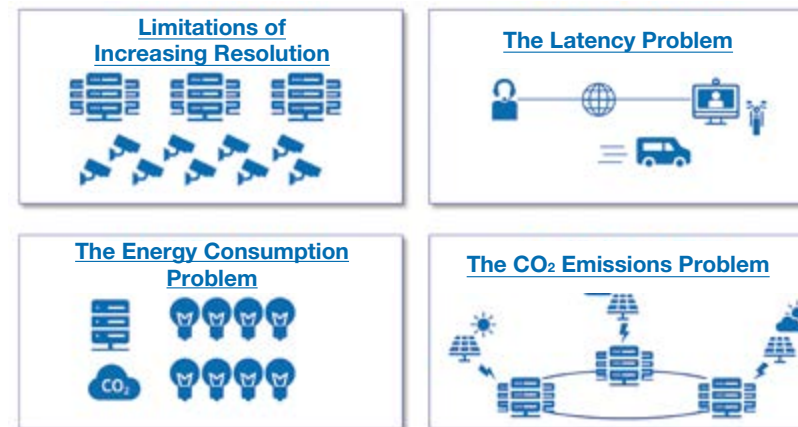 Limitations of
Increasing Resolution
The Latency Problem
The Energy Consumption
Problem
CO₂
The CO₂ Emissions Problem